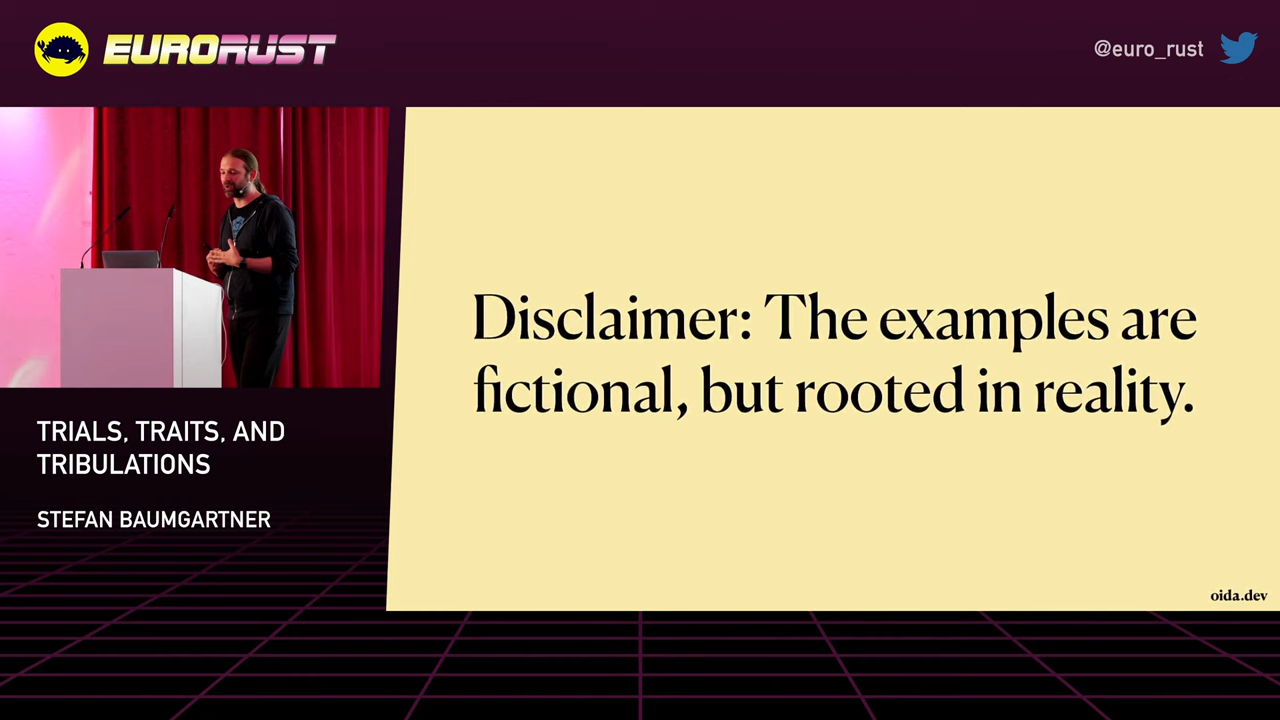 EURORUST
@euro_rust
TRIALS, TRAITS, AND
TRIBULATIONS
STEFAN BAUMGARTNER
Disclaimer: The examples are
fictional, but rooted in reality.
oida.dev